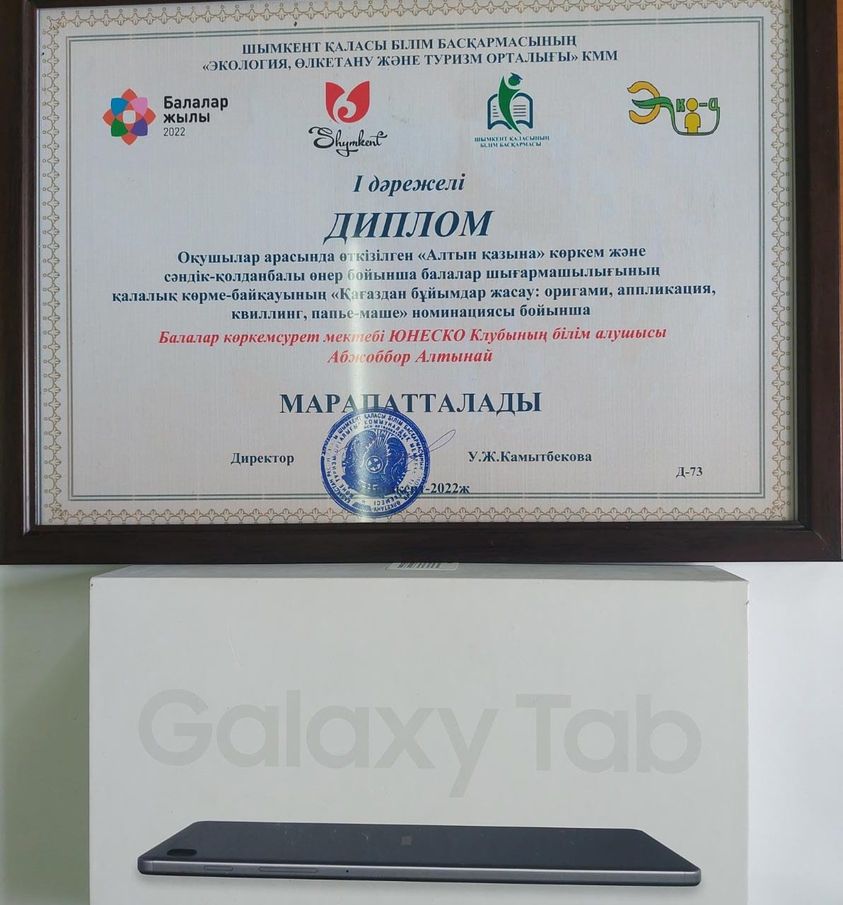 ШЫМКЕНТ ҚАЛАСЫ БІЛІМ БАСҚАРМАСЫНЫҢ
«ЭКОЛОГИЯ, ӨЛКЕТАНУ ЖӘНЕ ТУРИЗМ ОРТАЛЫҒЫ» КММ
Балалар
жылы
2022
Shymkent
ШЫМКЕНТ ҚАЛАСЫНЫҢ
БІЛІМ БАСҚАРМАСЫ
І дәрежелі
ДИПЛОМ
Оқушылар арасында өткізілген «Алтын қазына» көркем және
сәндік-қолданбалы өнер бойынша балалар шығармашылығының
қалалық көрме-байқауының «Қағаздан бұйымдар жасау: оригами, аппликация,
квиллинг, папье-маше» номинациясы бойынша
Балалар көркемсурет мектебі ЮНЕСКО Клубының білім алушысы
Абжоббор Алтынай
МАРАПАТТАЛАДЫ
Директор
У.Ж.Камытбекова
Д-73
-2022ж
Galaxy Tab